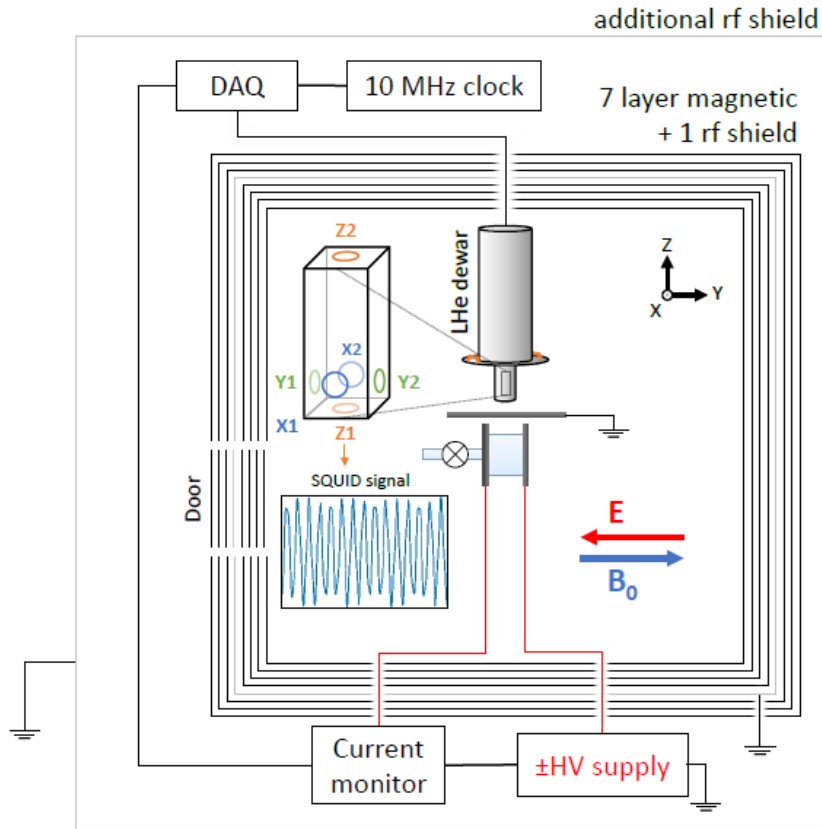 additional rf shield
DAQ
10 MHz clock
7 layer magnetic
+ 1 rf shield
Z2
LHe dewar
Z
X
Y
X2
Y1
Y2
X1
Z1
SQUID signal
Door
E
B0
Current
monitor
±HV supply